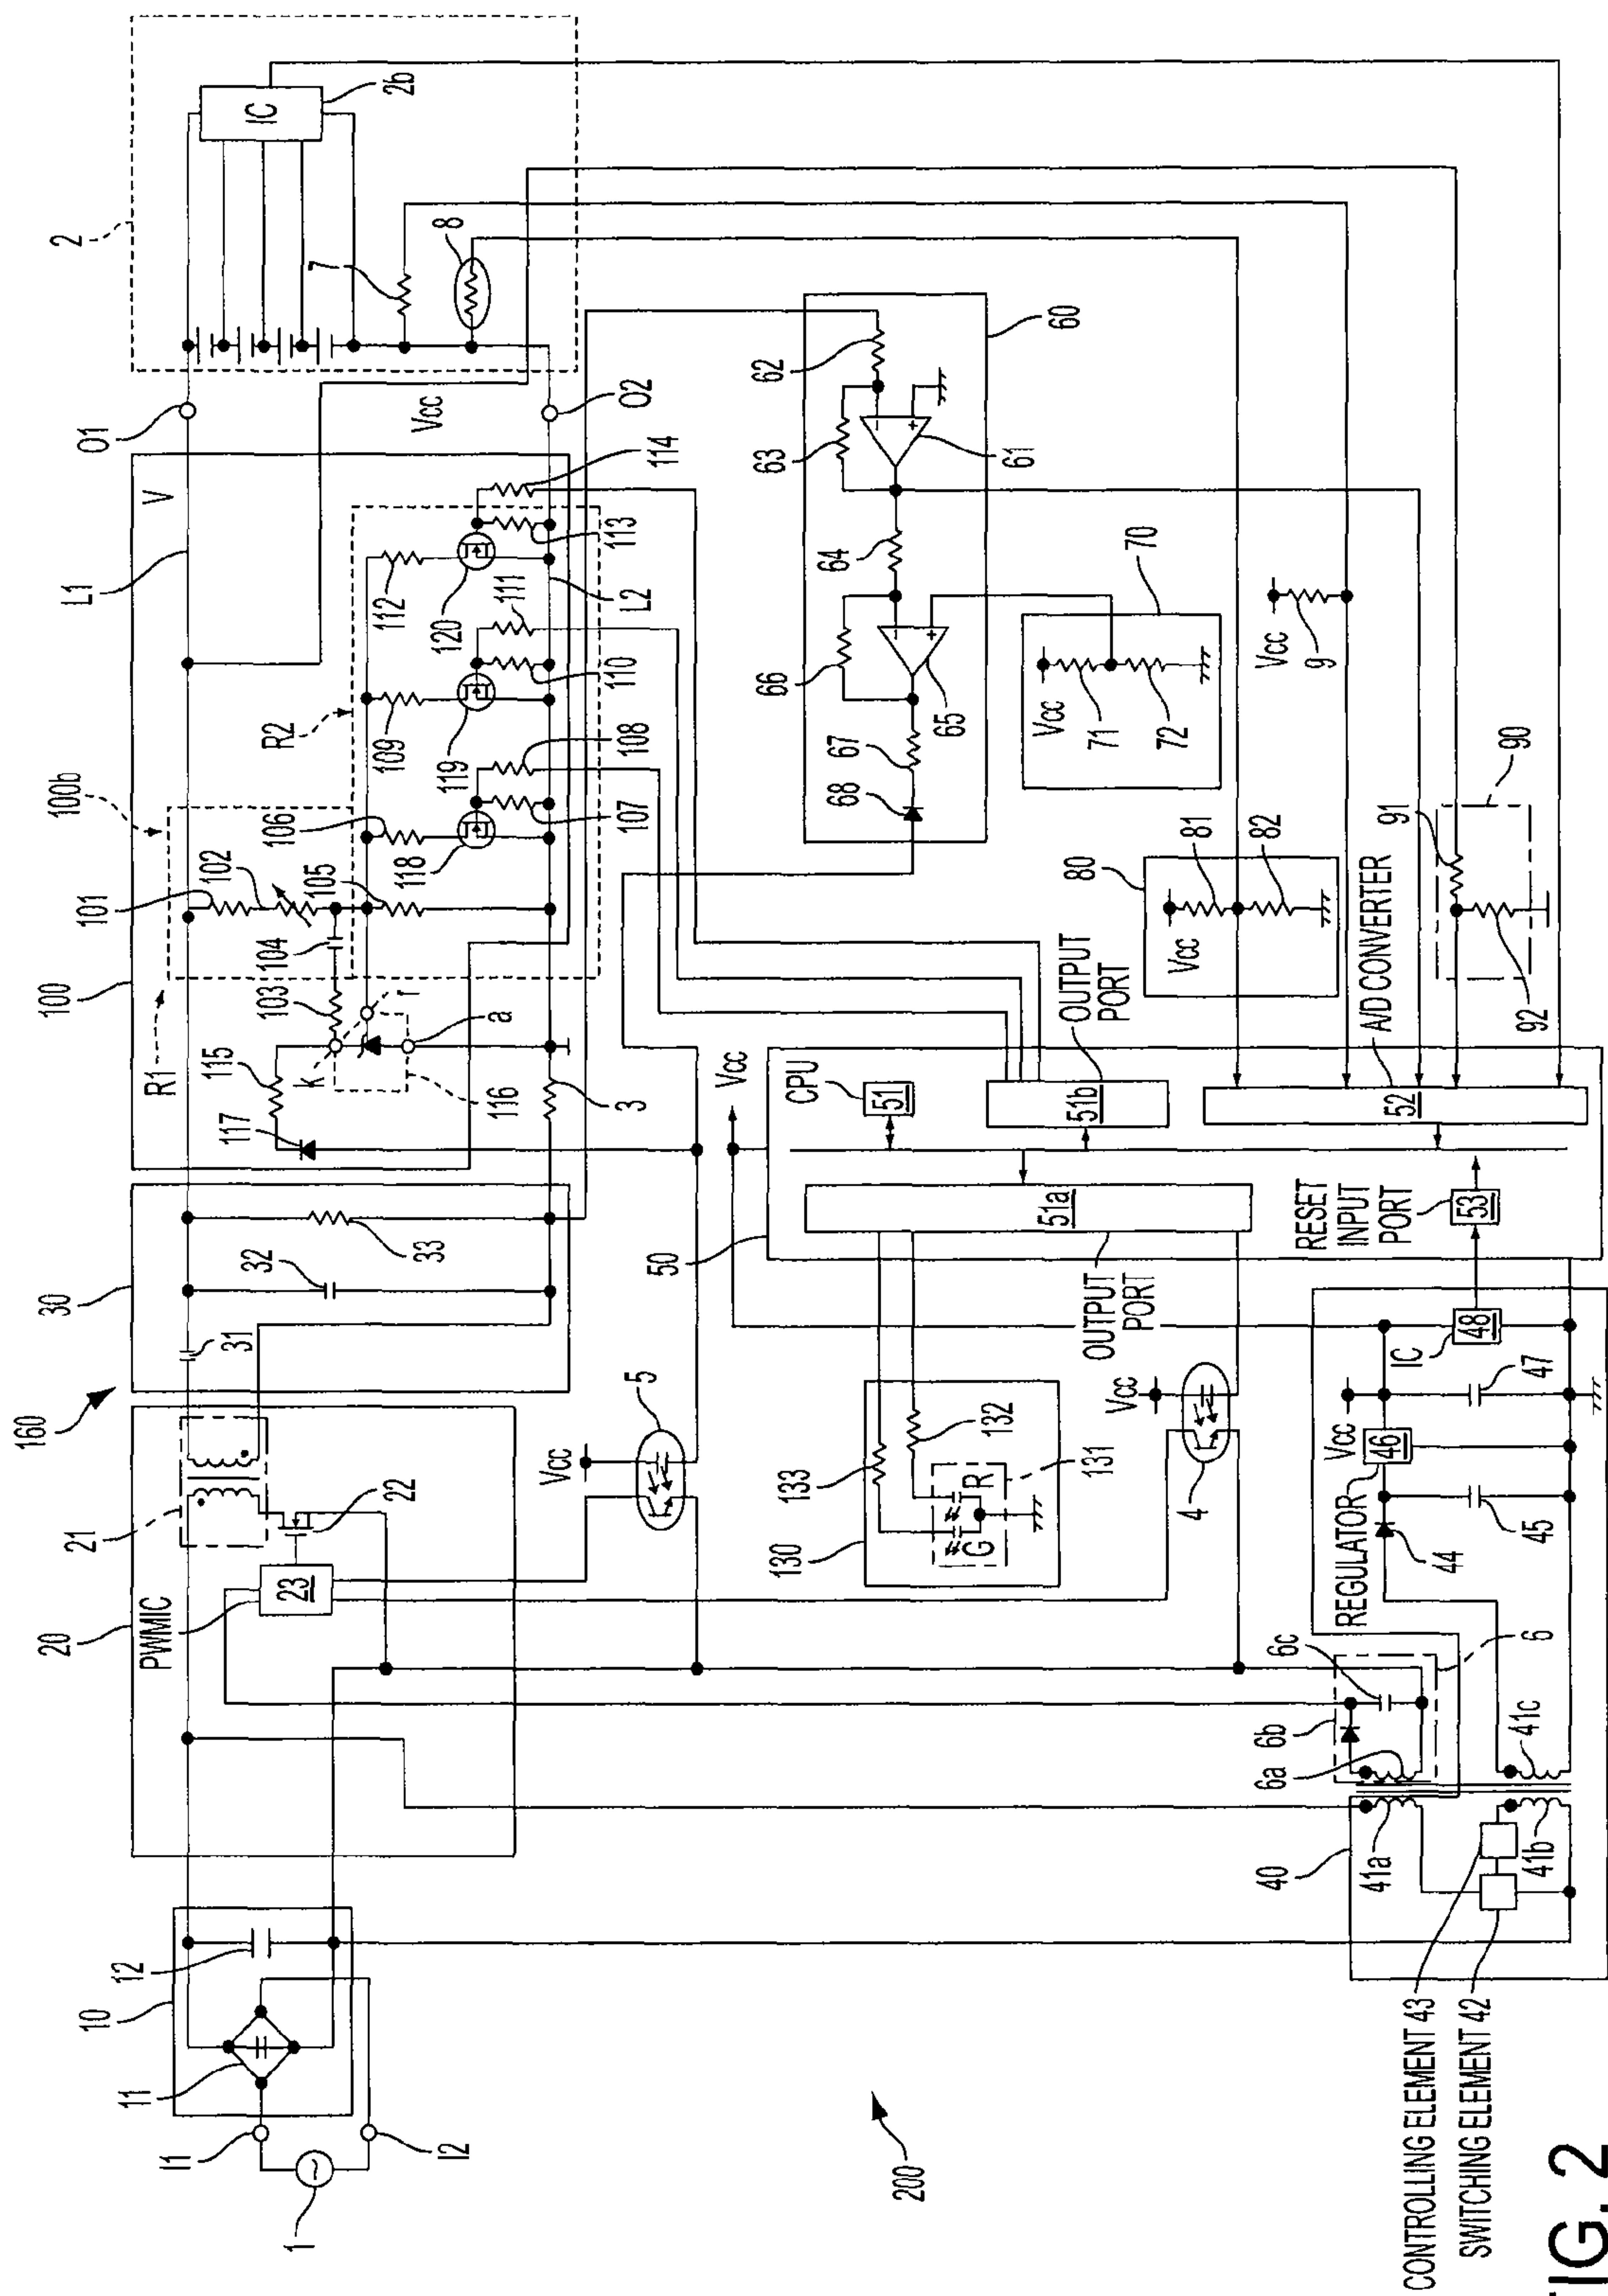 FIG. 2
200
160
1
I1
I2
10
11
12
20
PWMIC
23
21
22
30
31
32
33
100
R1
100b
101
102
103
104
105
115
117
k
r
a
116
3
R2
106
107
108
118
109
110
111
119
112
113
114
120
L1
L2
V
O1
O2
Vcc
2
IC
2b
7
8
5
Vcc
60
61
62
63
64
65
66
67
68
70
Vcc
71
72
80
Vcc
81
82
Vcc
9
90
91
92
50
Vcc
CPU
51
51b
OUTPUT
PORT
A/D CONVERTER
52
51a
OUTPUT
PORT
RESET
INPUT
PORT
53
130
131
132
133
R
G
Vcc
4
40
41a
41b
41c
6
6a
6b
6c
REGULATOR
Vcc
46
44
45
47
IC
48
CONTROLLING ELEMENT 43
SWITCHING ELEMENT 42